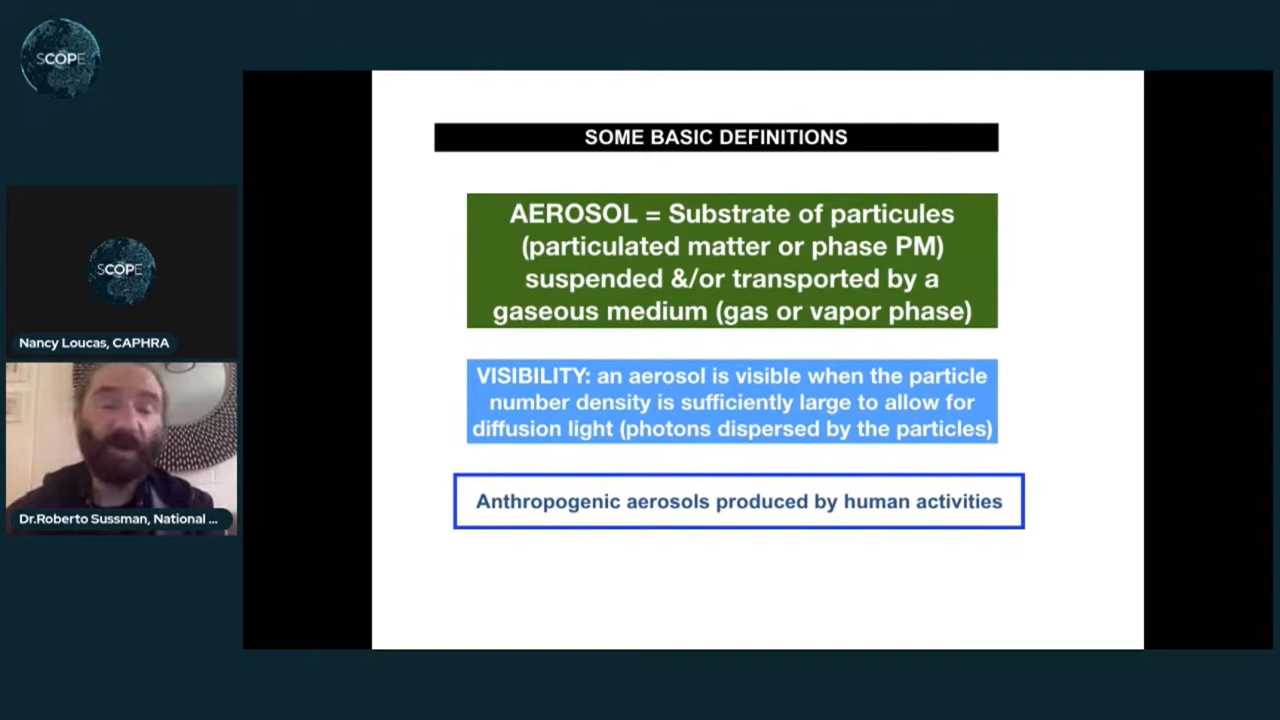 SCOPE
SOME BASIC DEFINITIONS
AEROSOL = Substrate of particules
(particulated matter or phase PM)
suspended &/or transported by a
gaseous medium (gas or vapor phase)
VISIBILITY: an aerosol is visible when the particle
number density is sufficiently large to allow for
diffusion light (photons dispersed by the particles)
Anthropogenic aerosols produced by human activities
SCOPE
Nancy Loucas, CAPHRA
Dr.Roberto Sussman, National ...